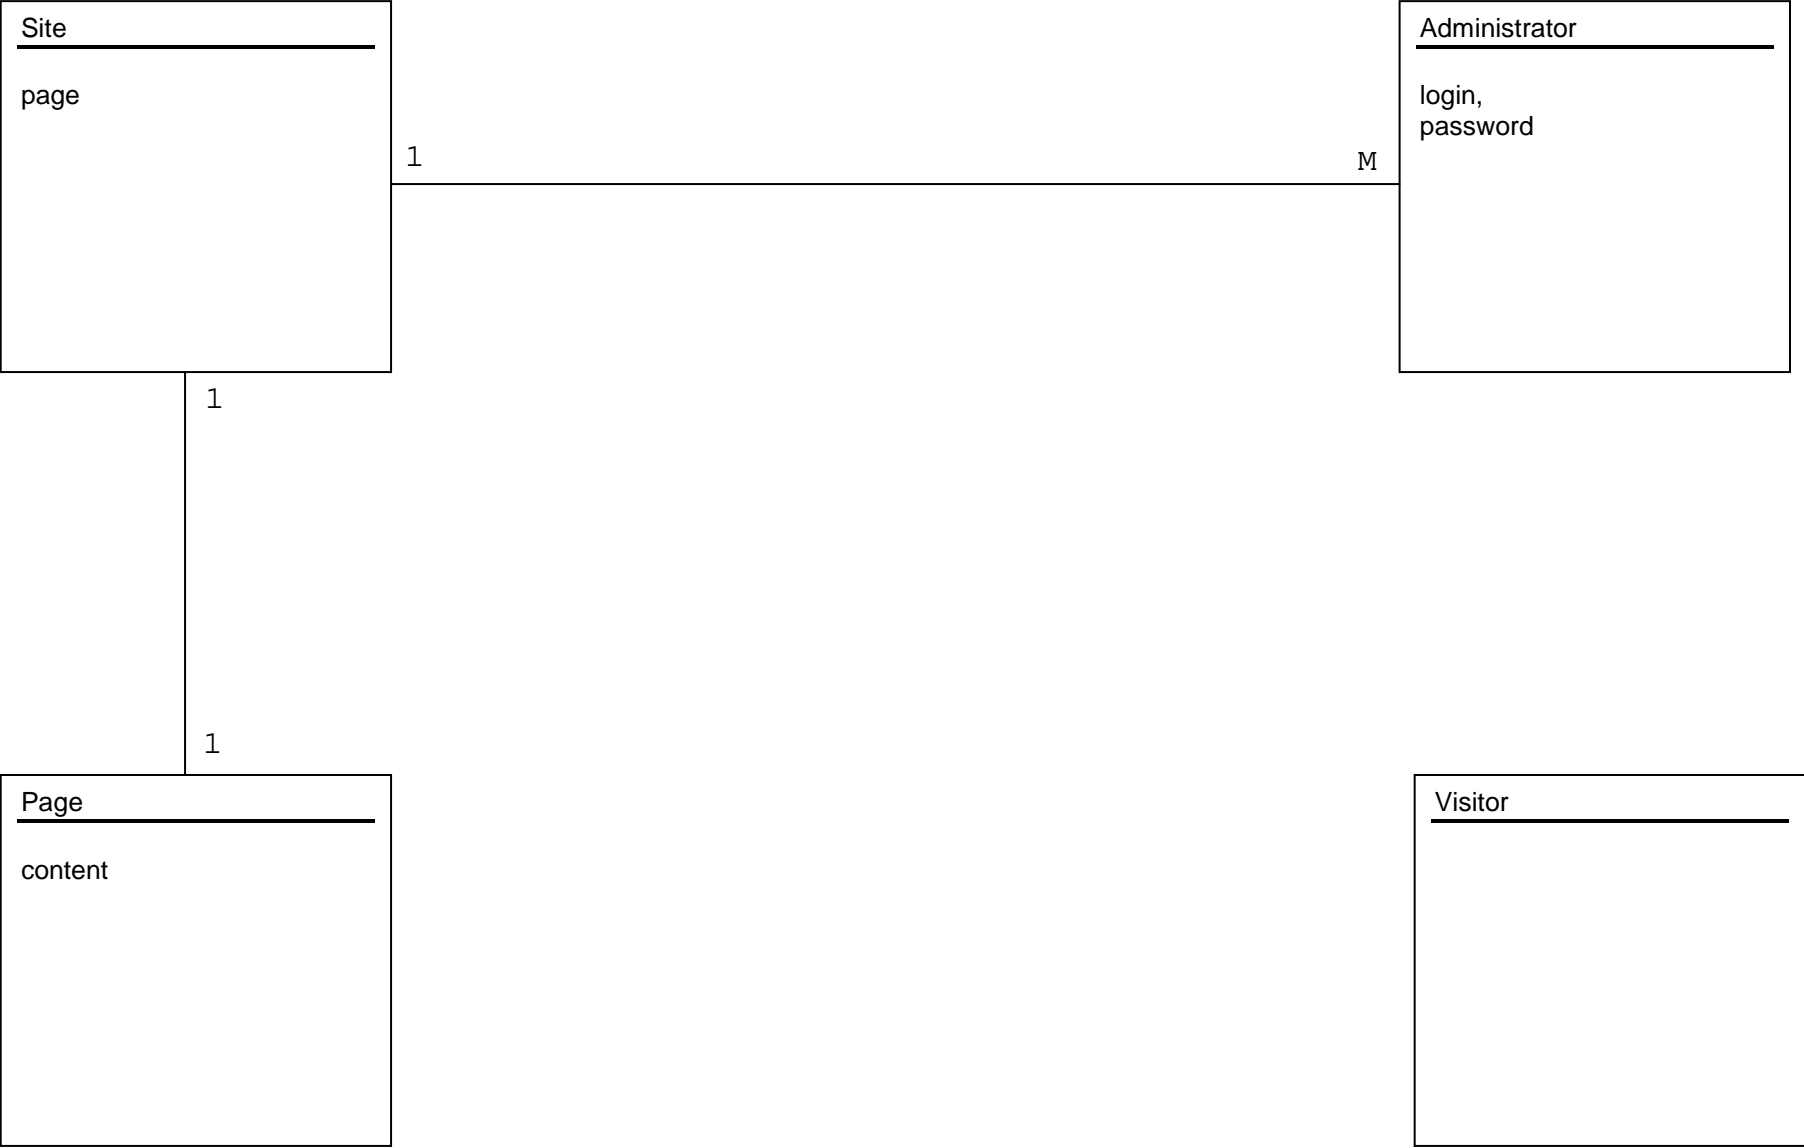 Site
page
1
M
Administrator
login,
password
1
1
Page
content
Visitor